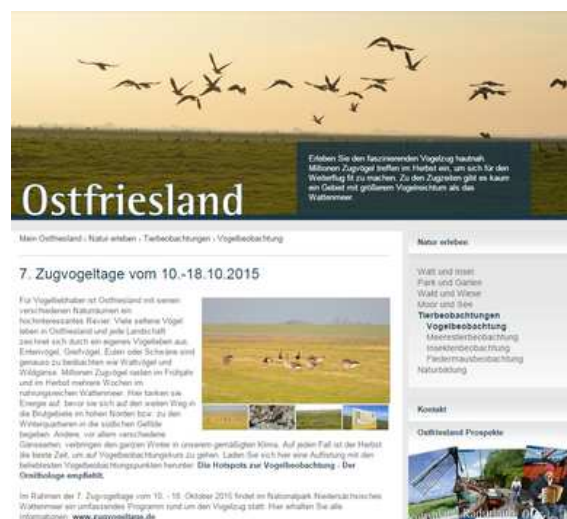 Erleben Sie den faszinierenden Vogelzug hautnah.
Millionen Zugvögel treffen im Herbst ein, um sich für den
Weiterflug fit zu machen. Zu den Zugzeiten gibt es kaum
ein Gebiet mit größerem Vogelreichtum als das
Wattenmeer.
Ostfriesland
Mein Ostfriesland › Natur erleben › Tierbeobachtungen › Vogelbeobachtung
7. Zugvogeltage vom 10.-18.10.2015
Für Vogelliebhaber ist Ostfriesland mit seinen
verschiedenen Naturräumen ein
hochinteressantes Revier. Viele seltene Vögel
leben in Ostfriesland und jede Landschaft
zeichnet sich durch ein eigenes Vogelleben aus.
Entenvögel, Greifvögel, Eulen oder Schwäne sind
genauso zu beobachten wie Wattvögel und
Wildgänse. Millionen Zugvögel rasten im Frühjahr
und im Herbst mehrere Wochen im
nahrungsreichen Wattenmeer. Hier tanken sie
Energie auf, bevor sie sich auf den weiten Weg in
die Brutgebiete im hohen Norden bzw. zu den
Winterquartieren in die südlichen Gefilde
begeben. Andere, vor allem verschiedene
Gänsearten, verbringen den ganzen Winter in unserem gemäßigten Klima. Auf jeden Fall ist der Herbst
die beste Zeit, um auf Vogelbeobachtungskurs zu gehen. Laden Sie sich hier eine Auflistung mit den
beliebtesten Vogelbeobachtungspunkten herunter: Die Hotspots zur Vogelbeobachtung - Der
Ornithologe empfiehlt.
Im Rahmen der 7. Zugvogeltage vom 10. - 18. Oktober 2015 findet im Nationalpark Niedersächsisches
Wattenmeer ein umfassendes Programm rund um den Vogelzug statt. Hier erhalten Sie alle
Informationen: www.zugvogeltage.de
Natur erleben
Watt und Insel
Park und Garten
Wald und Wiese
Moor und See
Tierbeobachtungen
Vogelbeobachtung
Meerestierbeobachtung
Insektenbeobachtung
Fledermausbeobachtung
Naturbildung
Kontakt
Ostfriesland Prospekte
Radurlaub